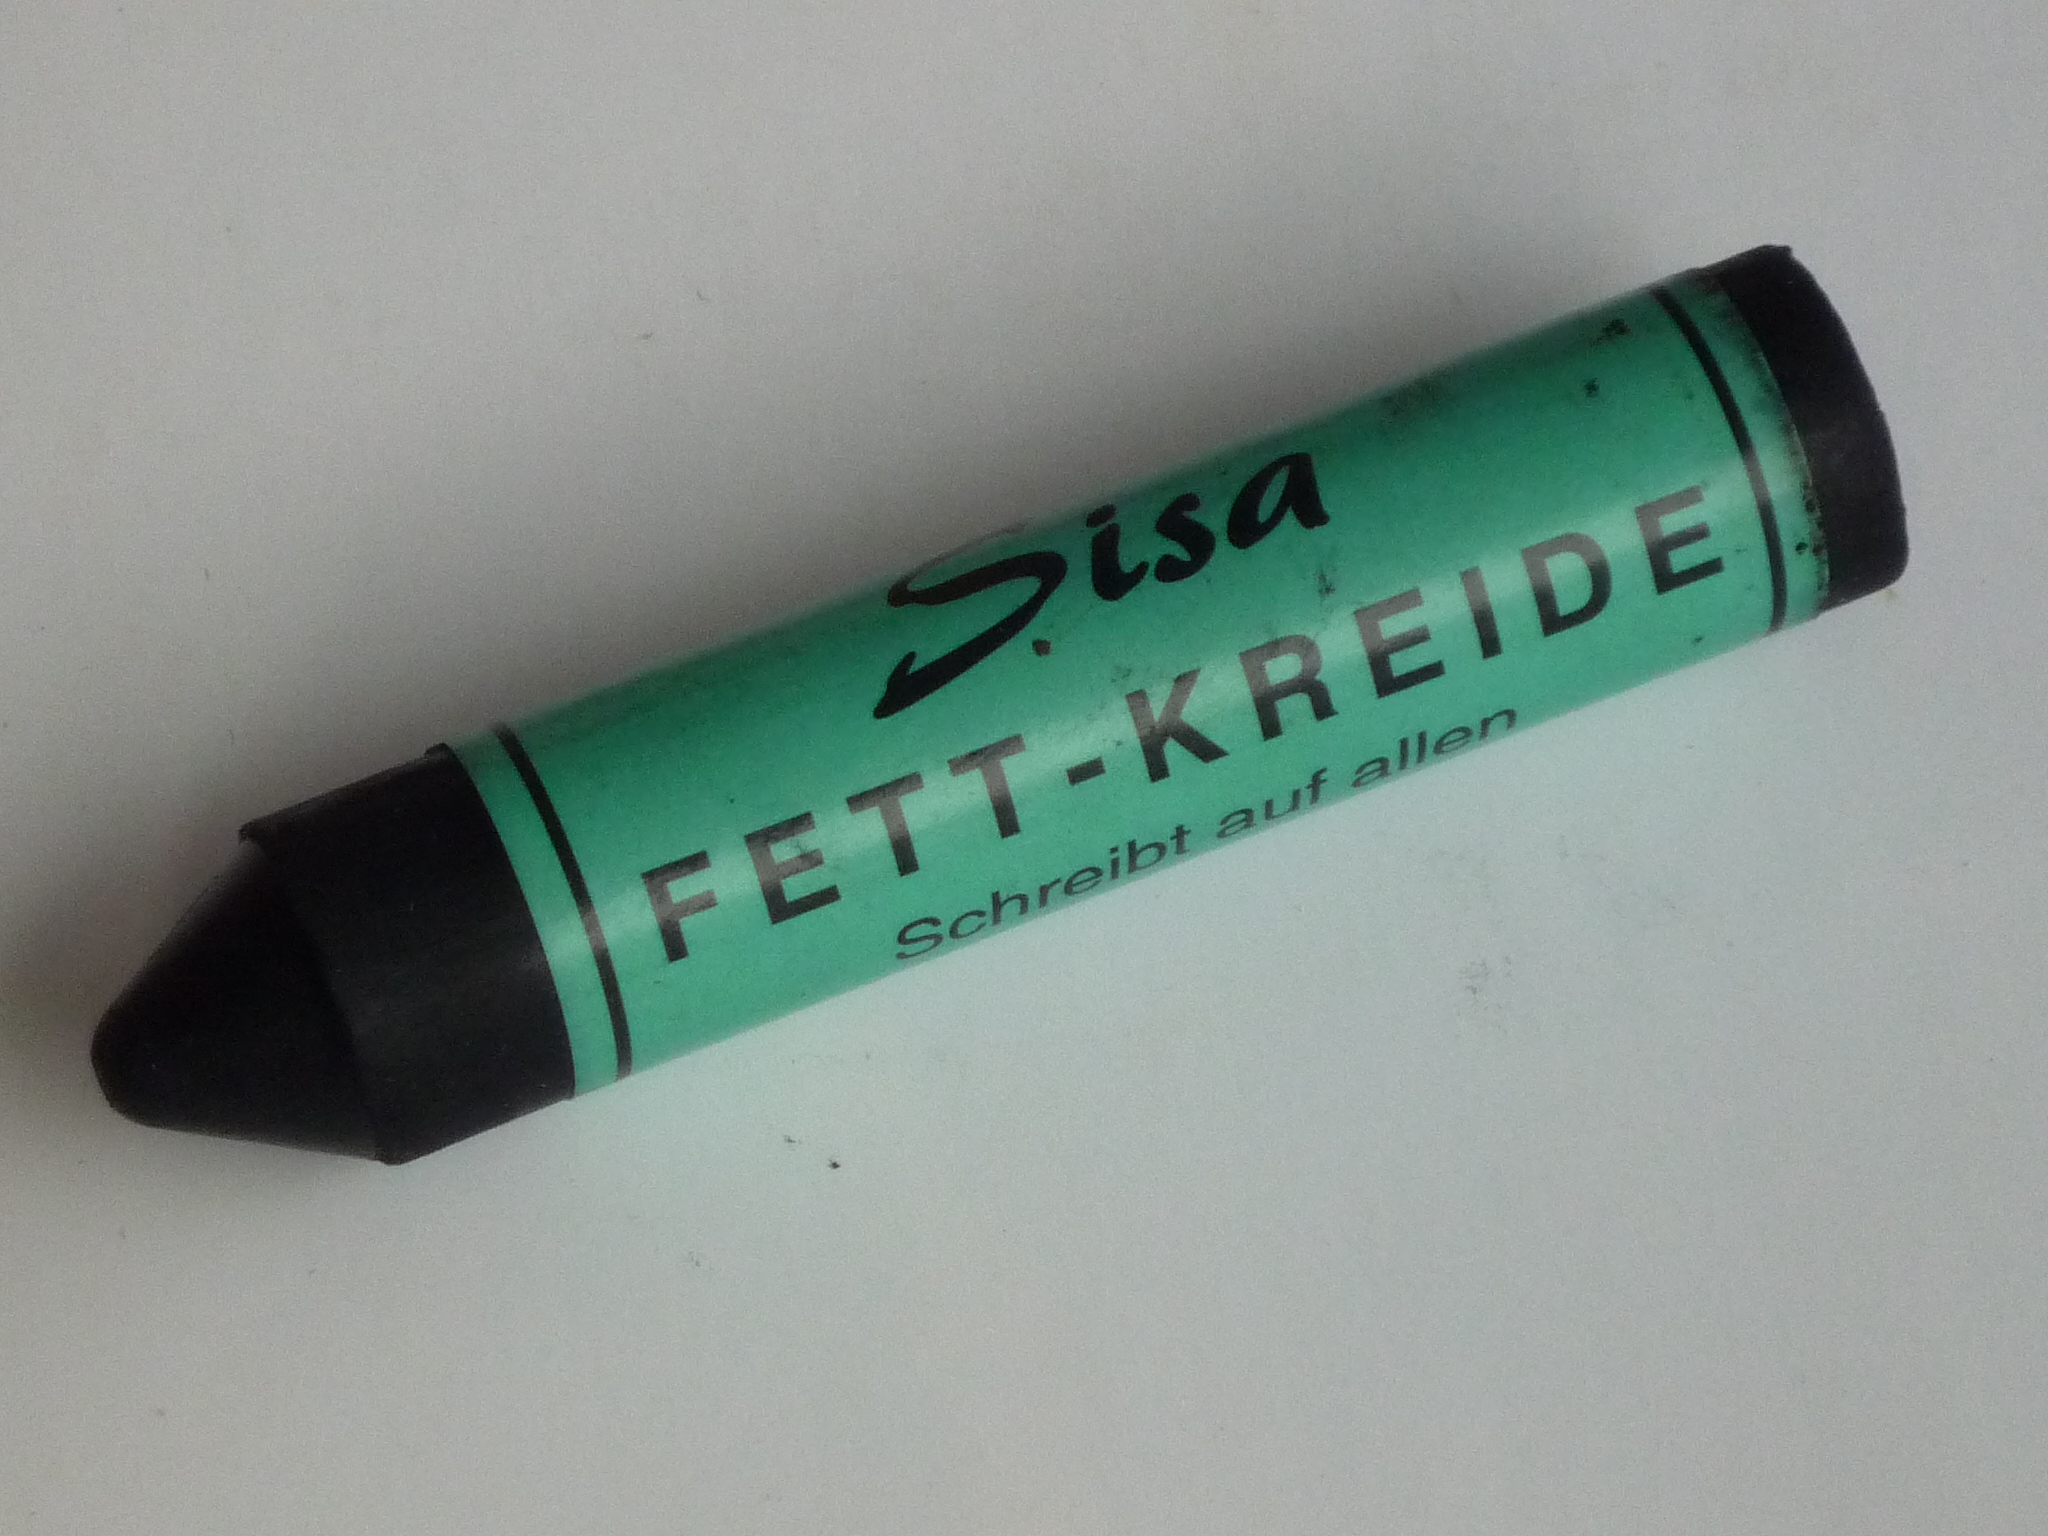 Sisa
FETT-KREIDE
Schreibt auf allen